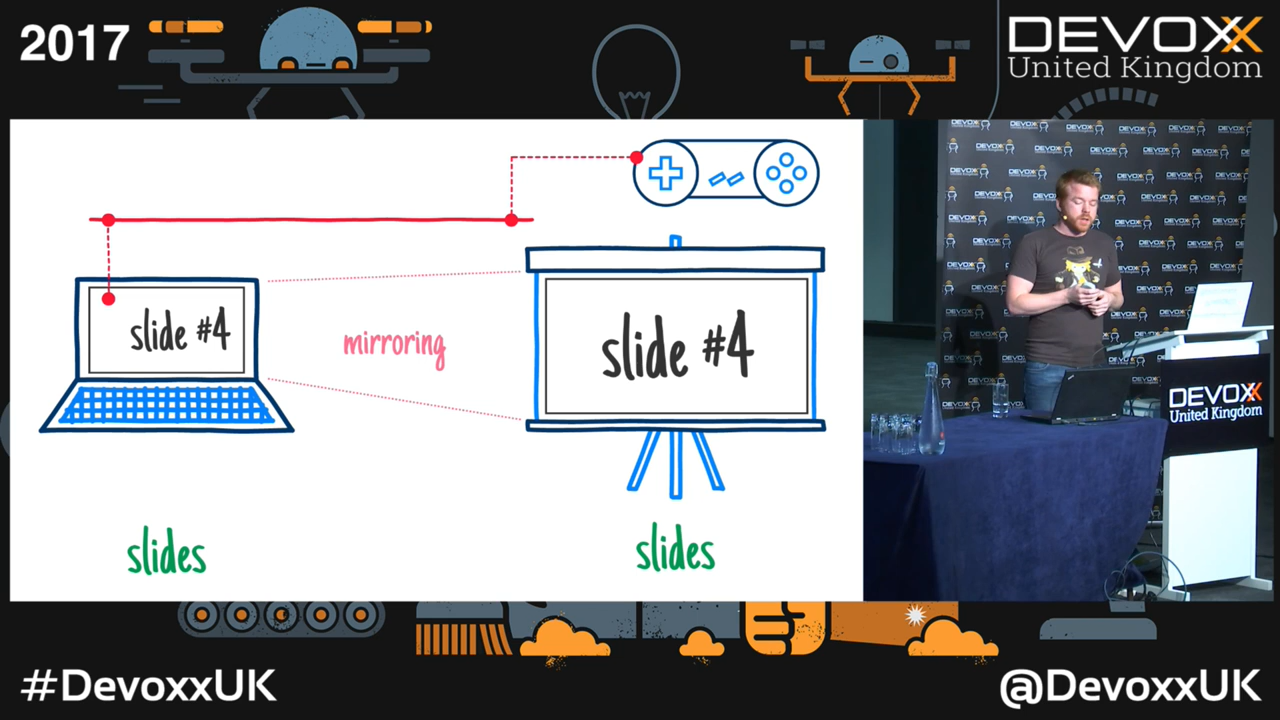 2017
DEVOXX
United Kingdom
slide #4
mirroring
slide #4
slides
slides
DEVOXX
United Kingdom
#DevoxxUK
@DevoxxUK